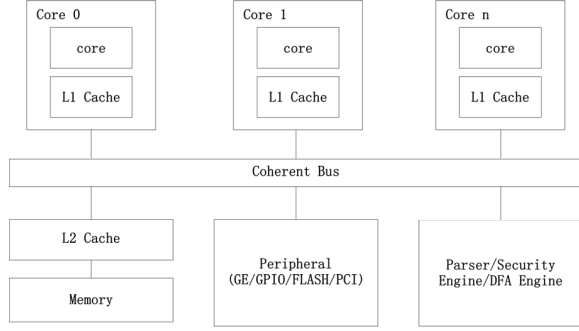 Core 0
core
L1 Cache
Core 1
core
L1 Cache
Core n
core
L1 Cache
Coherent Bus
L2 Cache
Memory
Peripheral
(GE/GPIO/FLASH/PCI)
Parser/Security
Engine/DFA Engine